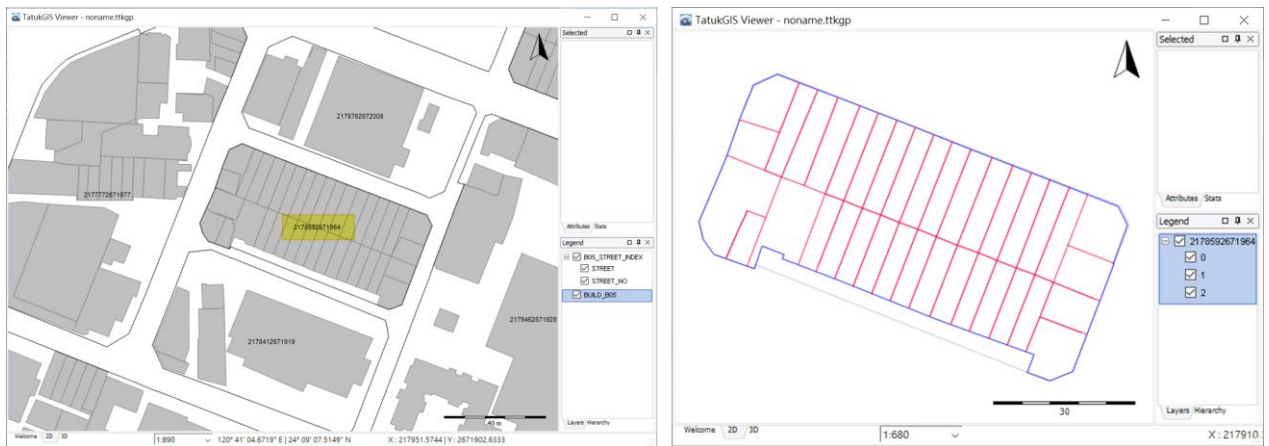 TatukGIS Viewer - noname.ttkgp
Selected
2178762672008
2177772671977
2178592671964
2179462671928
2178412671919
40 m
Attributes Stats
Legend
B05_STREET_INDEX
STREET
STREET_NO
BUILD_B05
Layers Hierarchy
Welcome 2D 3D
1:890
120° 41' 04.6719" E | 24° 09' 07.5149" N
X : 217951.5744 | Y : 2671902.6333
TatukGIS Viewer - noname.ttkgp
Selected
Attributes Stats
Legend
2178592671964
0
1
2
30
Layers Hierarchy
Welcome 2D 3D
1:680
X : 217910